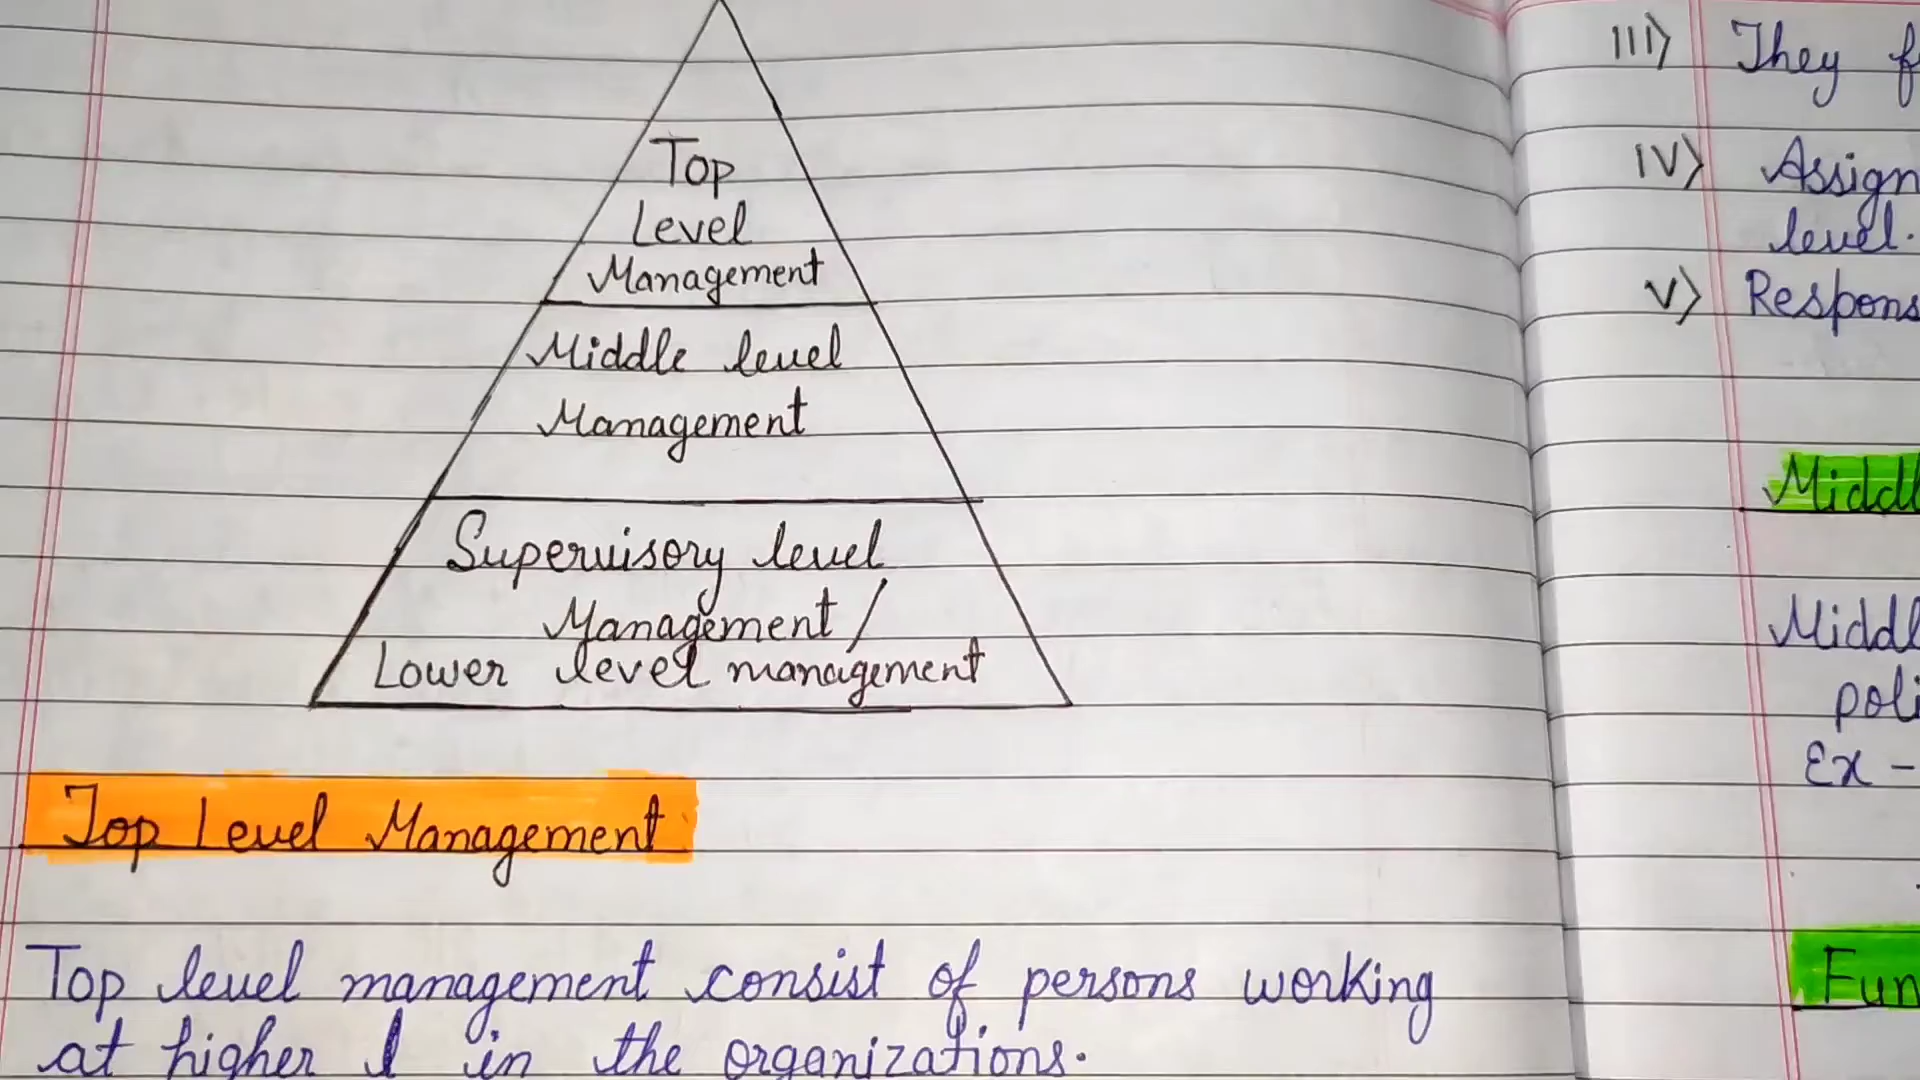 Top
Level
Management
Middle level
Management
Supervisory level
Management /
Lower level management
Top Level Management
Top level management consist of persons working
at higher l in the organizations.
III) They f
IV) Assign
level.
V) Respons
Middl
Middl
poli
Ex -
Fun